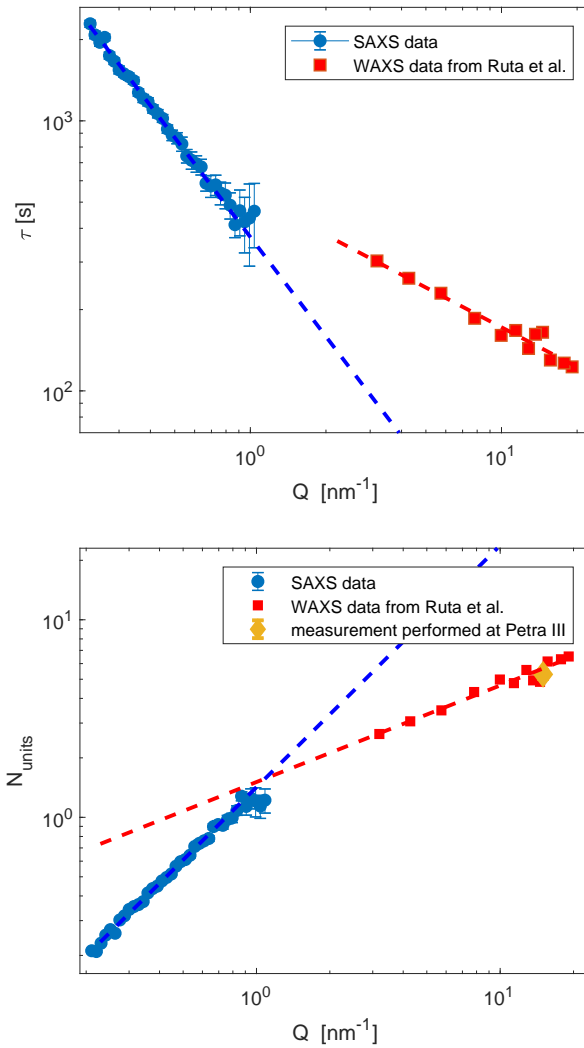 10³
10²
τ [s]
SAXS data
WAXS data from Ruta et al.
10⁰
10¹
Q [nm⁻¹]
10¹
10⁰
N_units
SAXS data
WAXS data from Ruta et al.
measurement performed at Petra III
10⁰
10¹
Q [nm⁻¹]